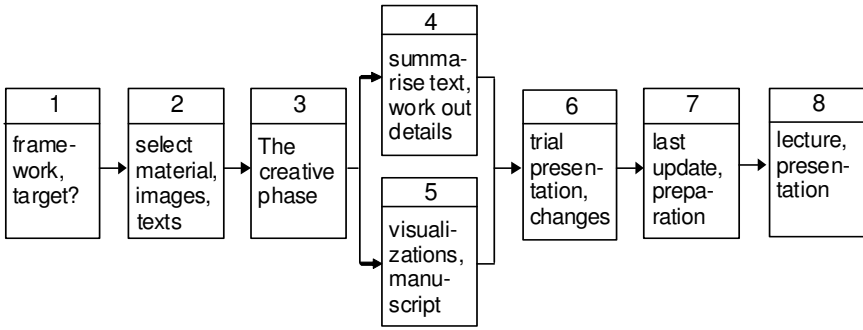 1
frame-
work,
target?
2
select
material,
images,
texts
3
The
creative
phase
4
summa-
rise text,
work out
details
5
visuali-
zations,
manu-
script
6
trial
presen-
tation,
changes
7
last
update,
prepa-
ration
8
lecture,
presen-
tation